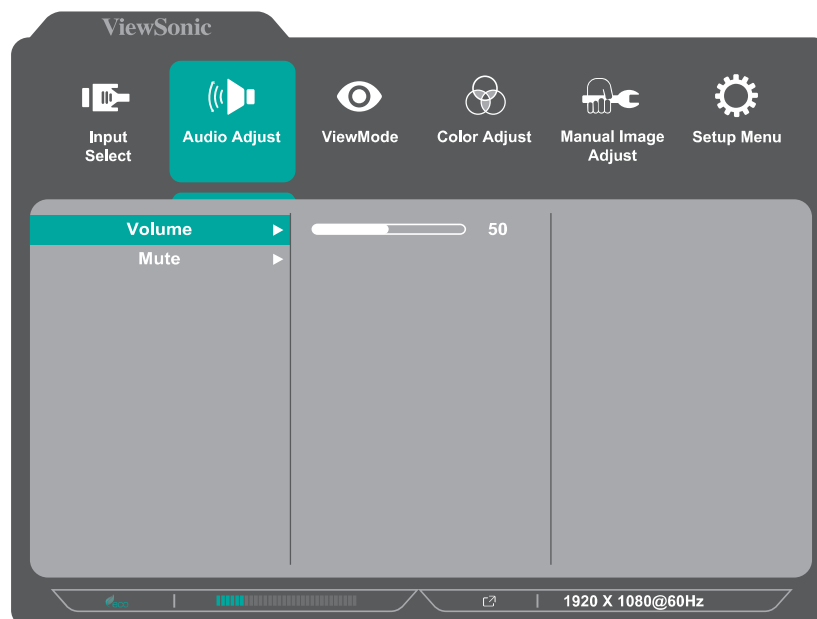 ViewSonic
Input
Select
Audio Adjust
ViewMode
Color Adjust
Manual Image
Adjust
Setup Menu
Volume
50
Mute
eco
1920 X 1080@60Hz